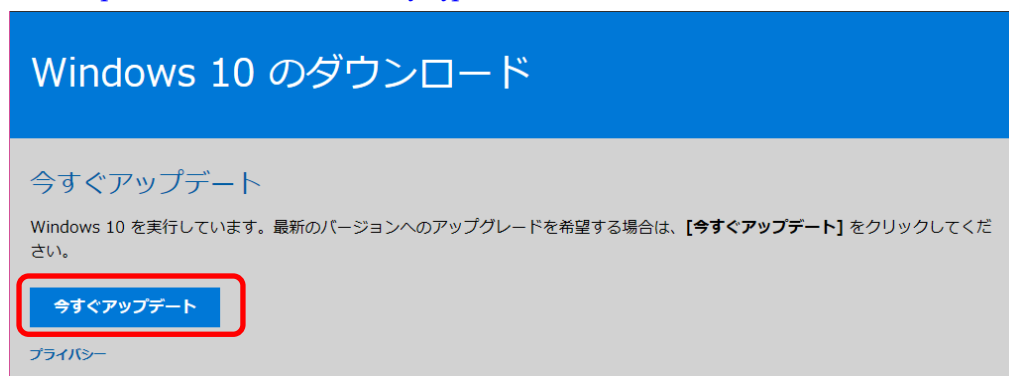 Windows 10 のダウンロード
今すぐアップデート
Windows 10 を実行しています。最新のバージョンへのアップグレードを希望する場合は、[今すぐアップデート] をクリックしてくだ
さい。
今すぐアップデート
プライバシー